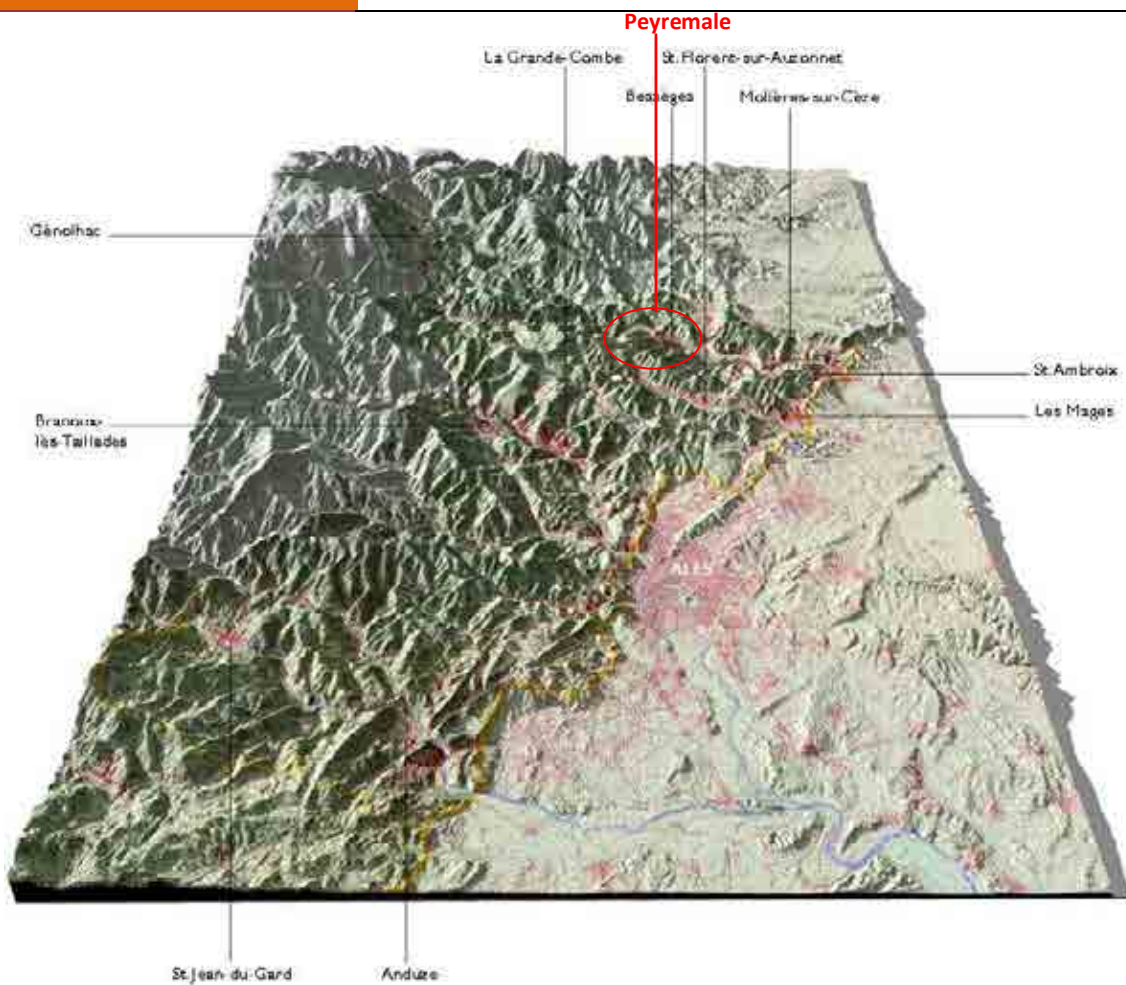 Peyremale
La Grande-Combe
St. Florent-sur-Auzonnet
Bessèges
Molières-sur-Cèze
Génolhac
St Ambroix
Les Mages
Branoux-
les-Taillades
ALES
St Jean-du-Gard
Anduze